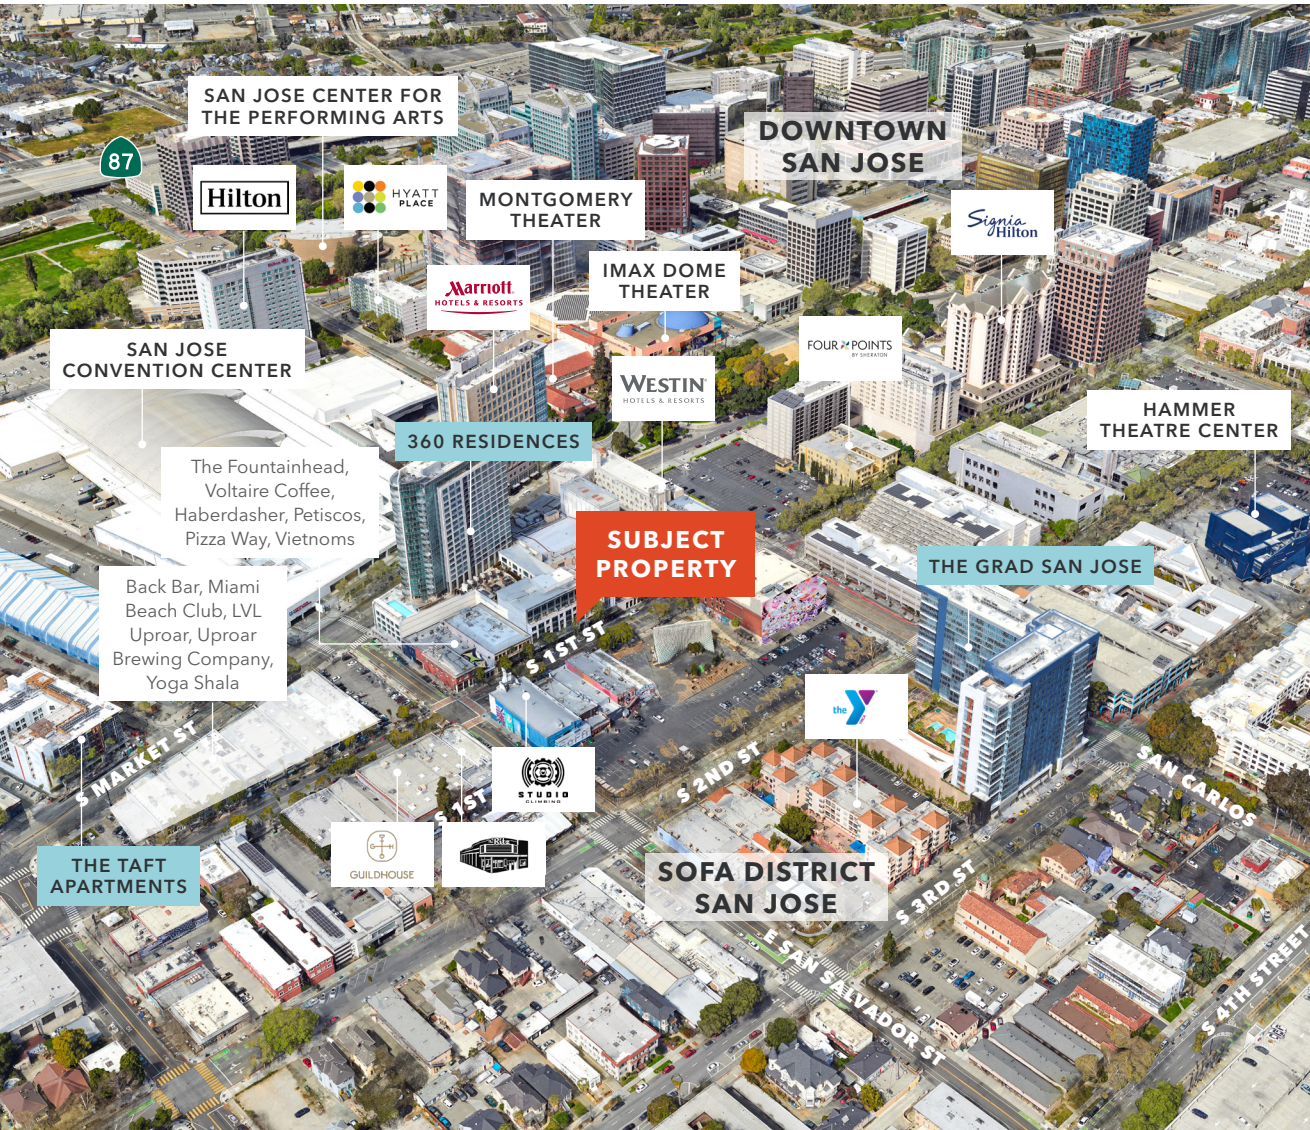 SAN JOSE CENTER FOR
THE PERFORMING ARTS
87
Hilton
HYATT
PLACE
MONTGOMERY
THEATER
DOWNTOWN
SAN JOSE
Signia
Hilton
Marriott
HOTELS & RESORTS
IMAX DOME
THEATER
SAN JOSE
CONVENTION CENTER
FOUR POINTS
BY SHERATON
WESTIN
HOTELS & RESORTS
HAMMER
THEATRE CENTER
360 RESIDENCES
The Fountainhead,
Voltaire Coffee,
Haberdasher, Petiscos,
Pizza Way, Vietnoms
SUBJECT
PROPERTY
THE GRAD SAN JOSE
Back Bar, Miami
Beach Club, LVL
Uproar, Uproar
Brewing Company,
Yoga Shala
S 1ST ST
the Y
S MARKET ST
S 2ND ST
SAN CARLOS
S 1ST
STUDIO
CLIMBING
GUILDHOUSE
The Ritz
THE TAFT
APARTMENTS
SOFA DISTRICT
SAN JOSE
S 3RD ST
E SAN SALVADOR ST
S 4TH STREET